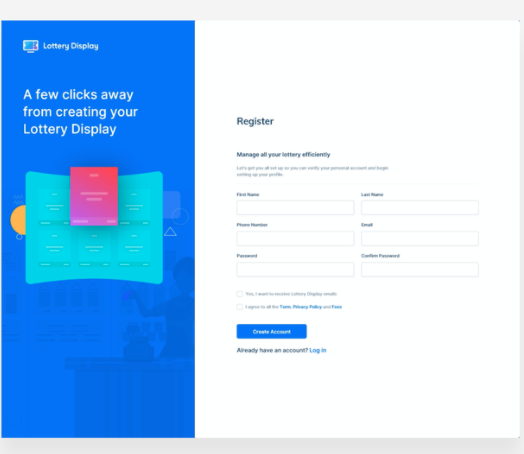 Lottery Display
A few clicks away
from creating your
Lottery Display
Register
Manage all your lottery efficiently
Let's get you all set up so you can verify your personal account and begin
setting up your profile.
First Name
Last Name
Phone Number
Email
Password
Confirm Password
Yes, I want to receive Lottery Display emails
I agree to all the Term, Privacy Policy and Fees
Create Account
Already have an account? Log in